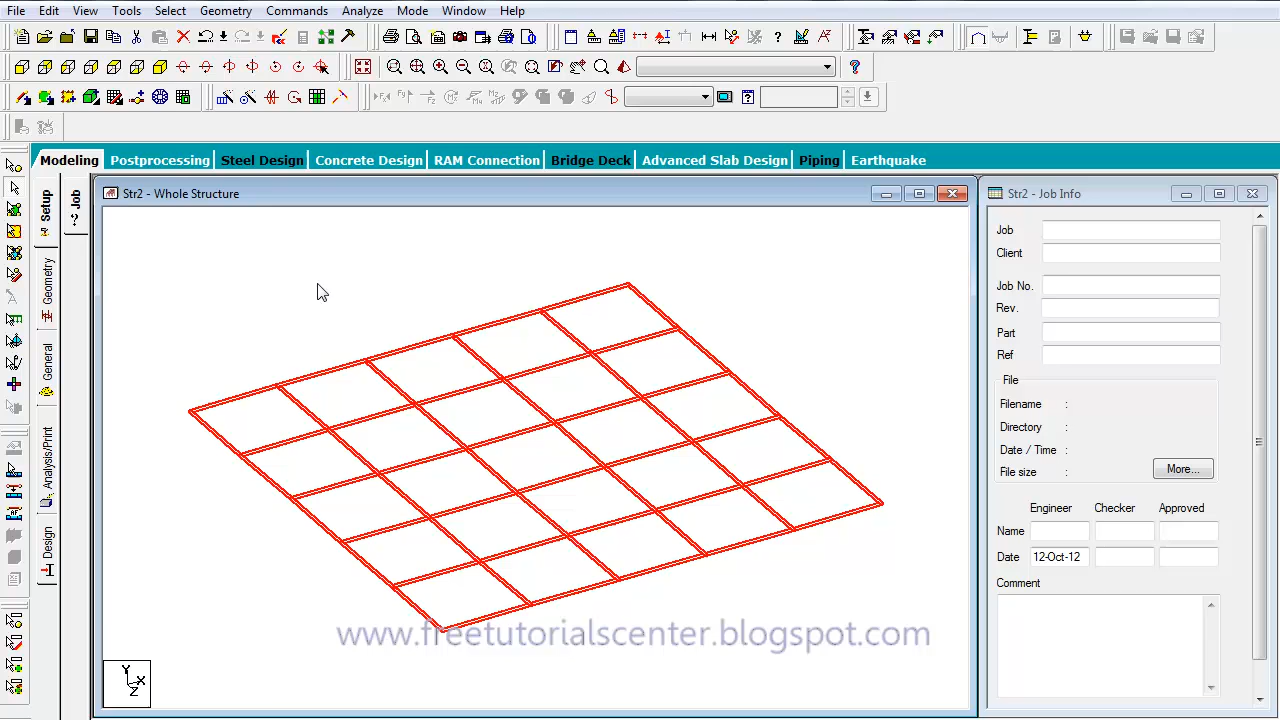 File Edit View Tools Select Geometry Commands Analyze Mode Window Help
Modeling Postprocessing Steel Design Concrete Design RAM Connection Bridge Deck Advanced Slab Design Piping Earthquake
Setup
Geometry
General
Analysis/Print
Design
Job
Str2 - Whole Structure
Y
X
Z
www.freetutorialscenter.blogspot.com
Str2 - Job Info
Job
Client
Job No.
Rev.
Part
Ref
File
Filename :
Directory :
Date / Time :
File size :
More...
Engineer Checker Approved
Name
Date 12-Oct-12
Comment